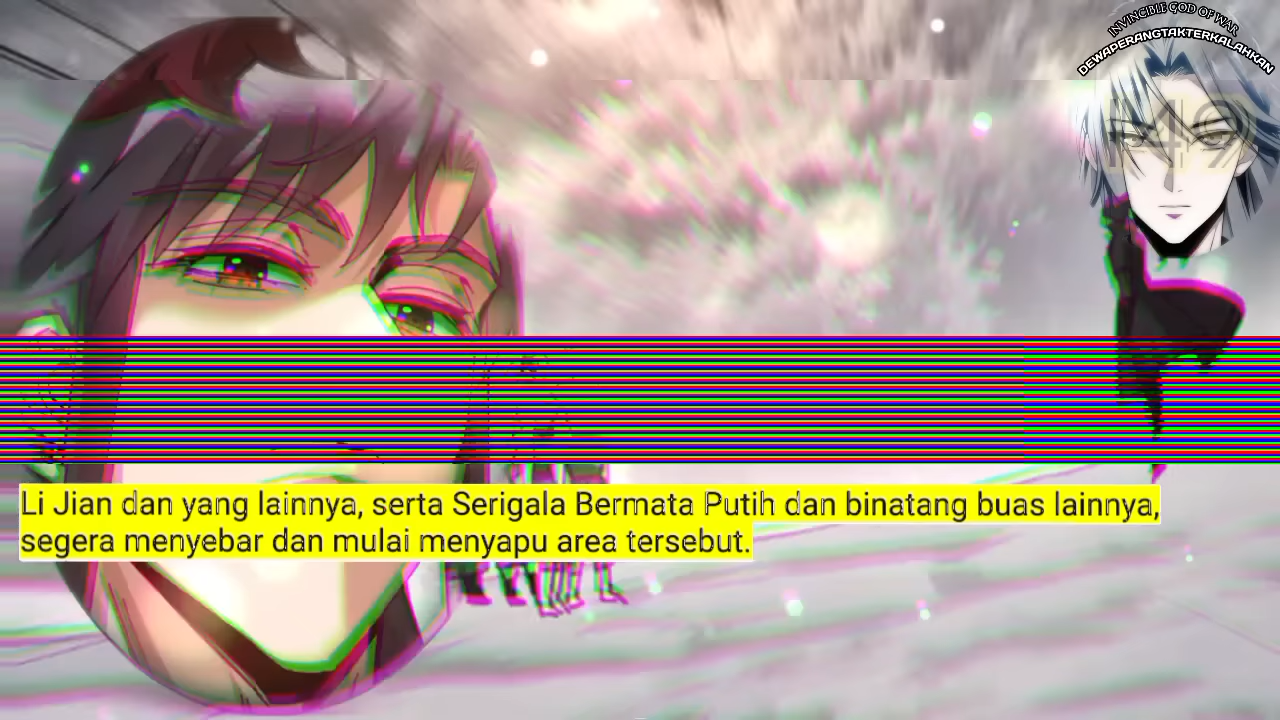 INVINCIBLE GOD OF WAR
DEWAPERANGTAKTERKALAHKAN
149
Li Jian dan yang lainnya, serta Serigala Bermata Putih dan binatang buas lainnya,
segera menyebar dan mulai menyapu area tersebut.